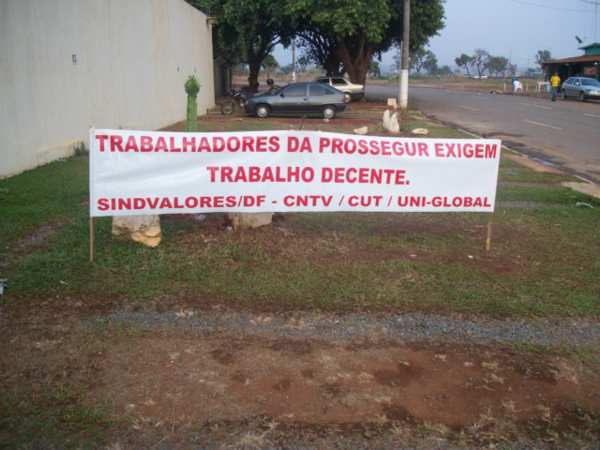 TRABALHADORES DA PROSSEGUR EXIGEM
TRABALHO DECENTE.
SINDVALORES/DF - CNTV / CUT / UNI-GLOBAL